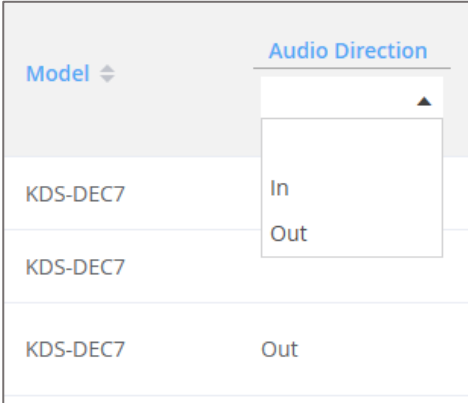 Model
Audio Direction
In
Out
KDS-DEC7
KDS-DEC7
KDS-DEC7
Out